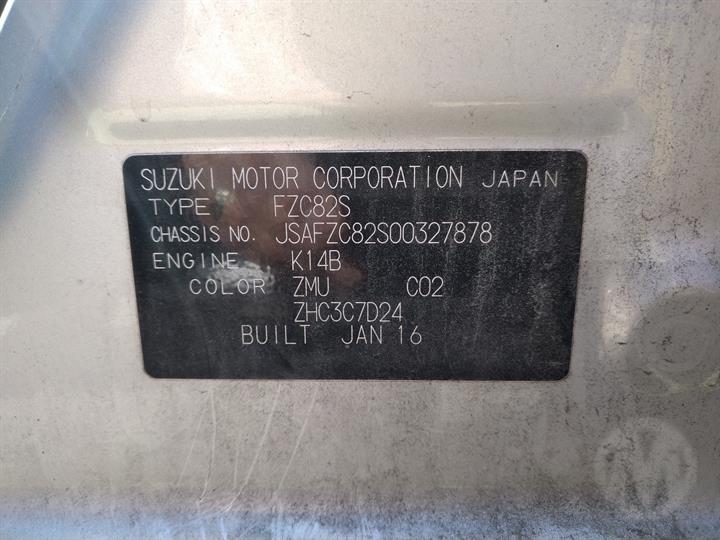 SUZUKI MOTOR CORPORATION JAPAN
TYPE FZC82S
CHASSIS NO. JSAFZC82S00327878
ENGINE K14B
COLOR ZMU C02
ZHC3C7D24
BUILT JAN 16
M